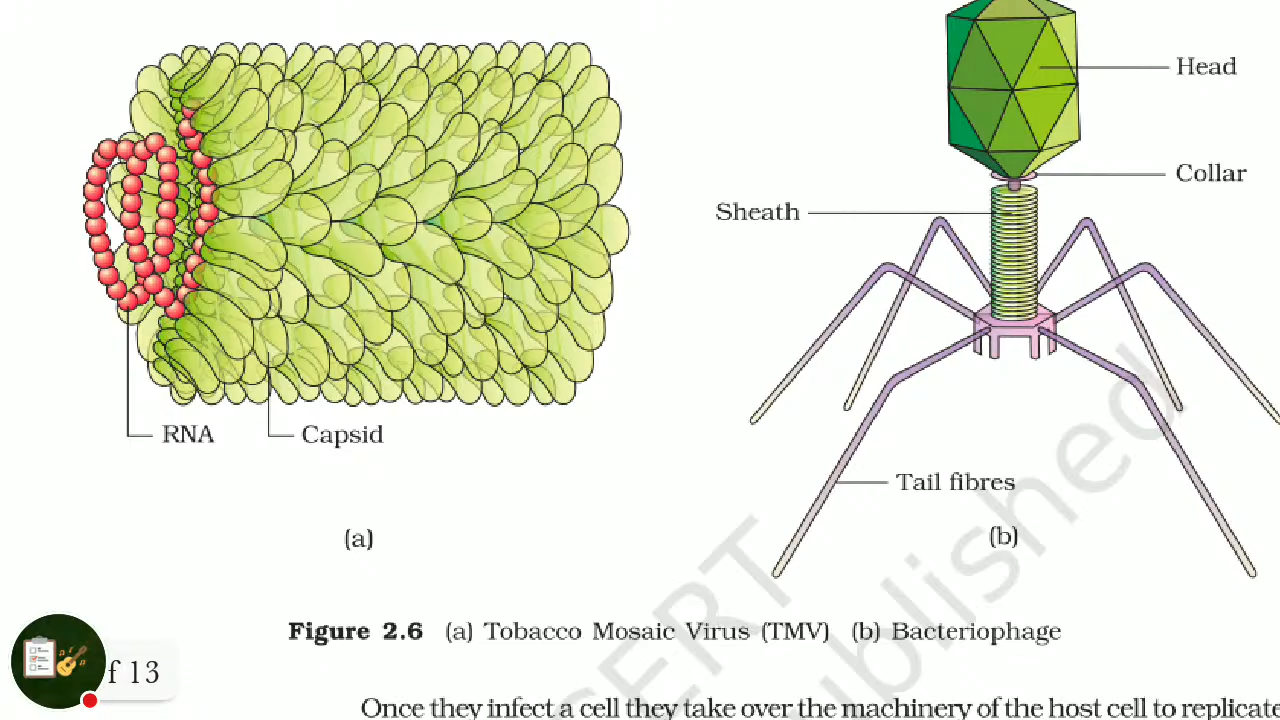 Head
Collar
Sheath
RNA
Capsid
Tail fibres
(a)
(b)
Figure 2.6 (a) Tobacco Mosaic Virus (TMV) (b) Bacteriophage
f 13
Once they infect a cell they take over the machinery of the host cell to replicate